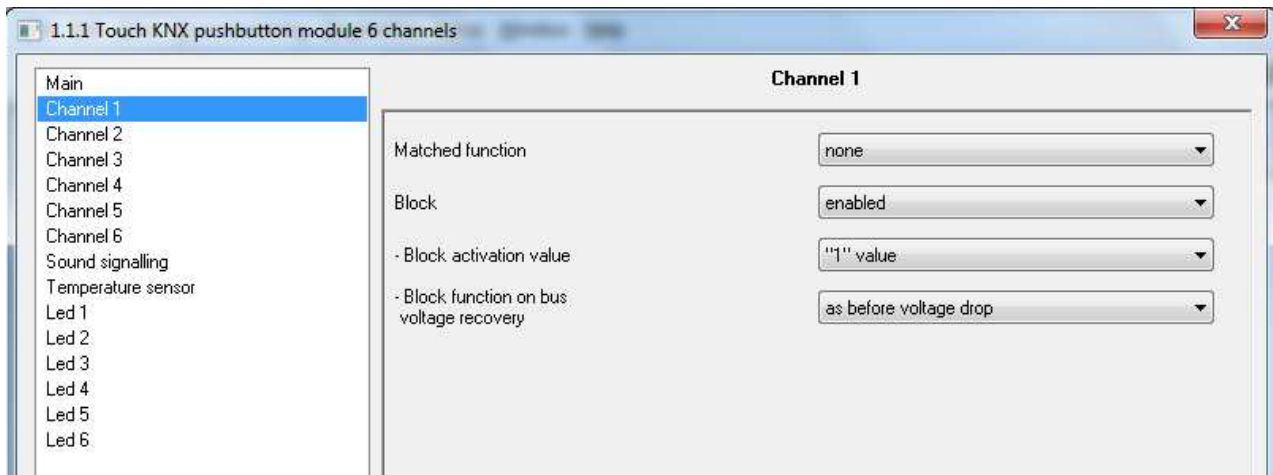 1.1.1 Touch KNX pushbutton module 6 channels
Main
Channel 1
Channel 2
Channel 3
Channel 4
Channel 5
Channel 6
Sound signalling
Temperature sensor
Led 1
Led 2
Led 3
Led 4
Led 5
Led 6
Channel 1
Matched function
none
Block
enabled
- Block activation value
"1" value
- Block function on bus
voltage recovery
as before voltage drop